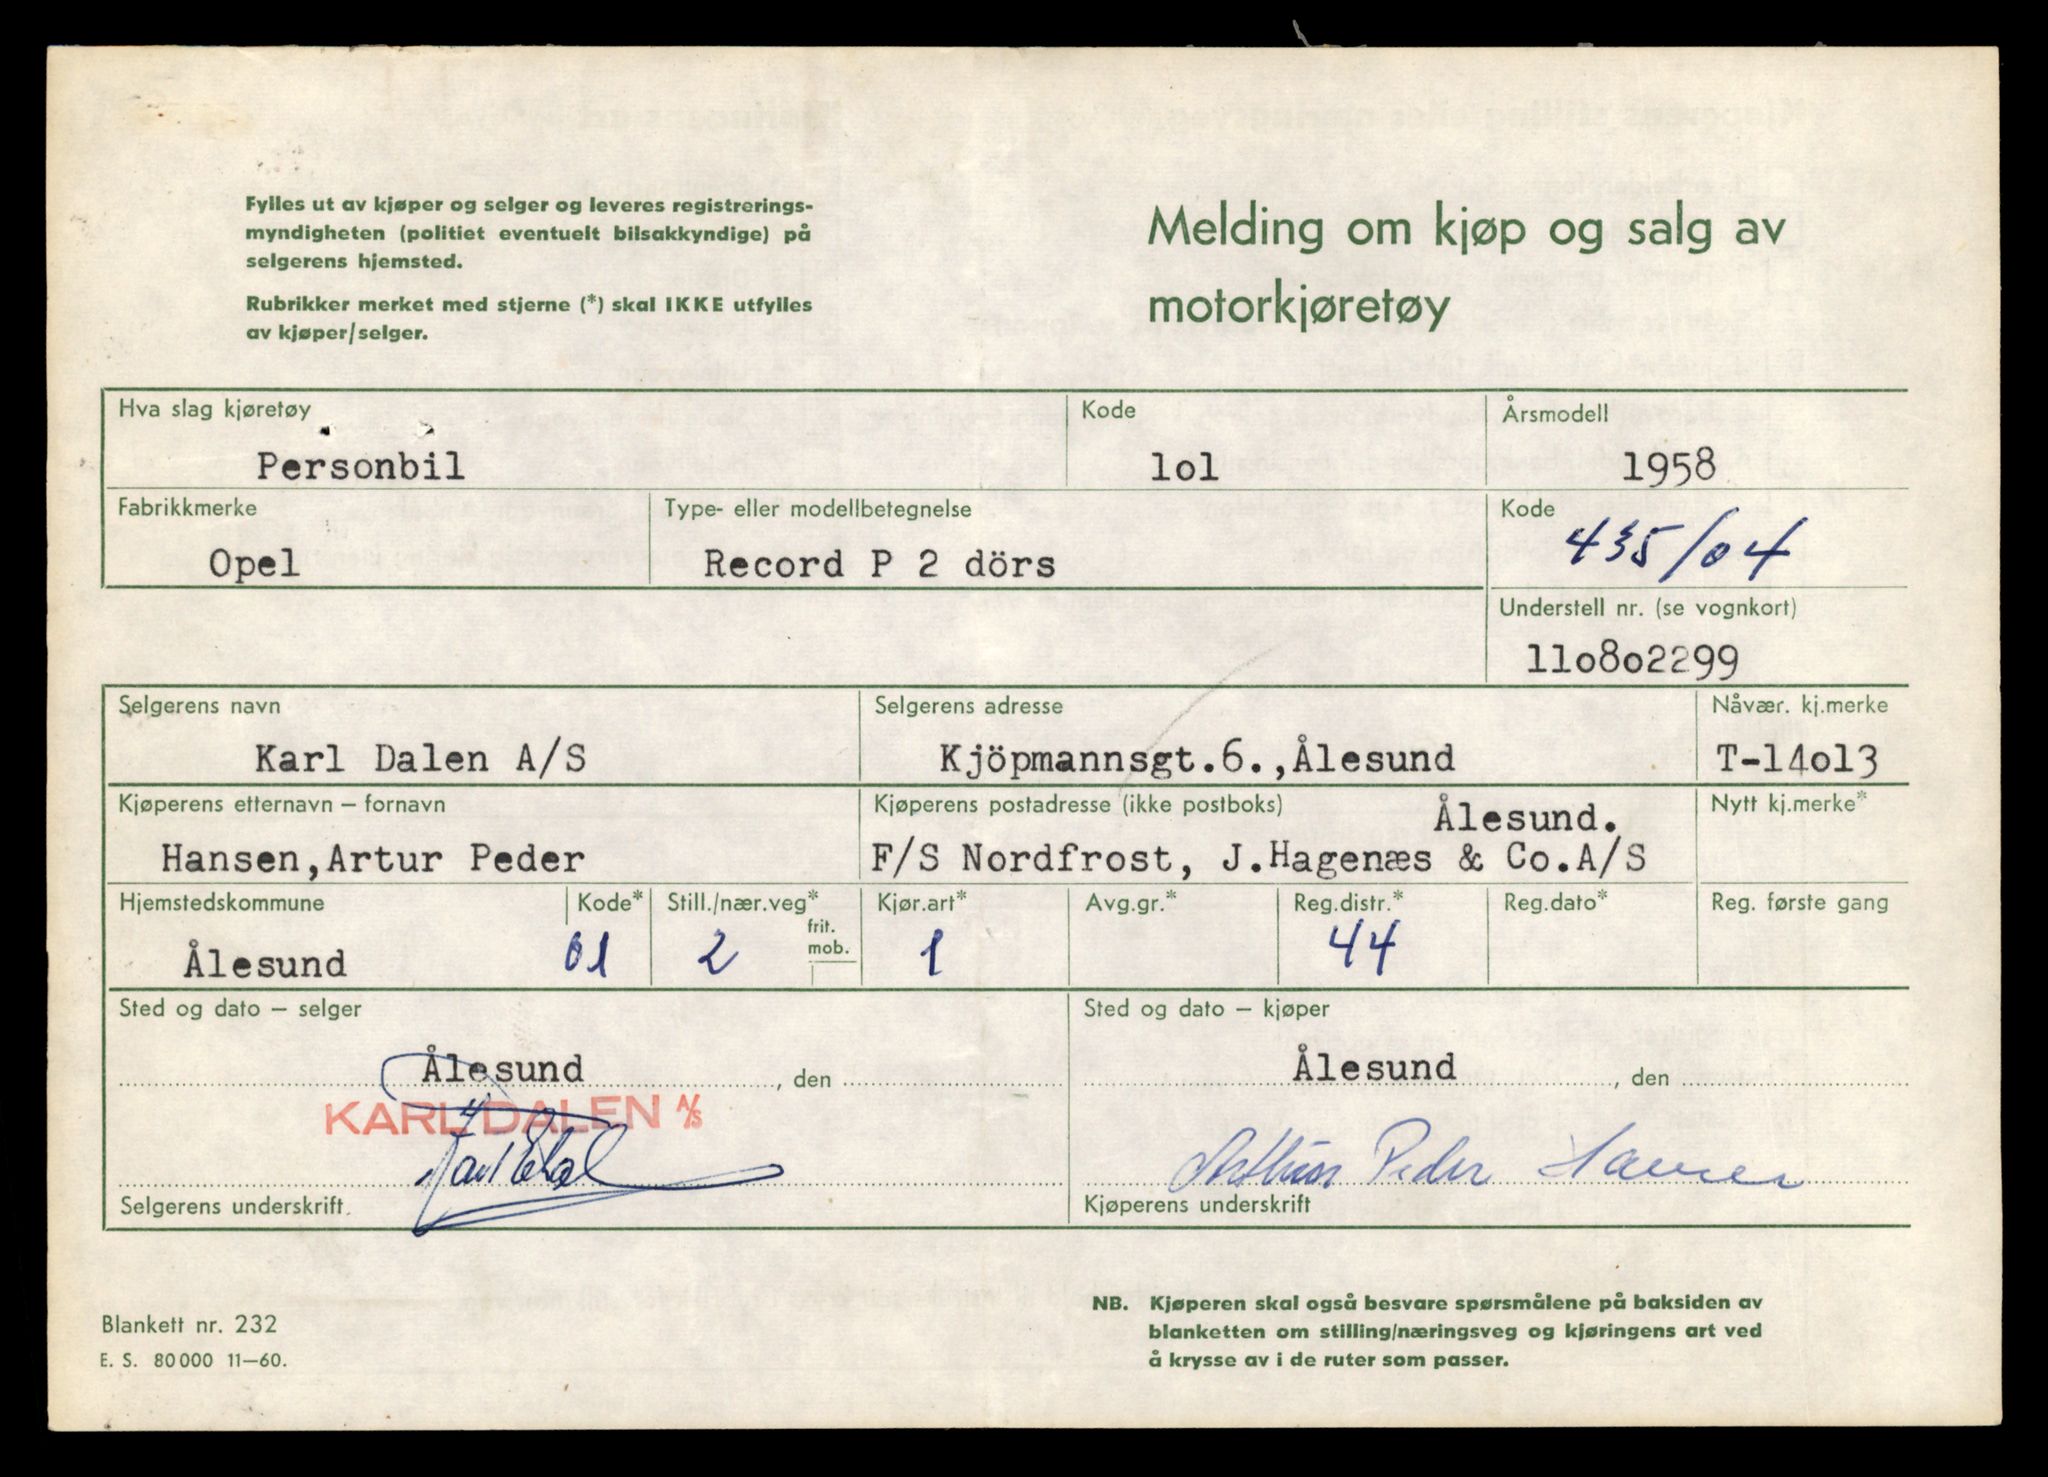 Fylles ut av kjøper og selger og leveres registrerings-
myndigheten (politiet eventuelt bilsakkyndige) på
selgerens hjemsted.
Rubrikker merket med stjerne (*) skal IKKE utfylles
av kjøper/selger.
Melding om kjøp og salg av
motorkjøretøy
Hva slag kjøretøy Kode Årsmodell
Personbil lol 1958
Fabrikkmerke Type- eller modellbetegnelse Kode
Opel Record P 2 dörs 435/04
Understell nr. (se vognkort)
llo8o2299
Selgerens navn Selgerens adresse Nåvær. kj.merke
Karl Dalen A/S Kjöpmannsgt.6.,Ålesund T-14ol3
Kjøperens etternavn – fornavn Kjøperens postadresse (ikke postboks) Nytt kj.merke*
Ålesund.
Hansen,Artur Peder F/S Nordfrost, J.Hagenæs & Co.A/S
Hjemstedskommune Kode* Still./nær.veg* Kjør.art* Avg.gr.* Reg.distr.* Reg.dato* Reg. første gang
frit.
mob.
Ålesund 01 2 1 44
Sted og dato – selger Sted og dato – kjøper
Ålesund , den Ålesund , den
KARL DALEN A/S
Arthur Peder Hansen
Selgerens underskrift. Kjøperens underskrift
NB. Kjøperen skal også besvare spørsmålene på baksiden av
blanketten om stilling/næringsveg og kjøringens art ved
å krysse av i de ruter som passer.
Blankett nr. 232
E. S. 80000 11–60.